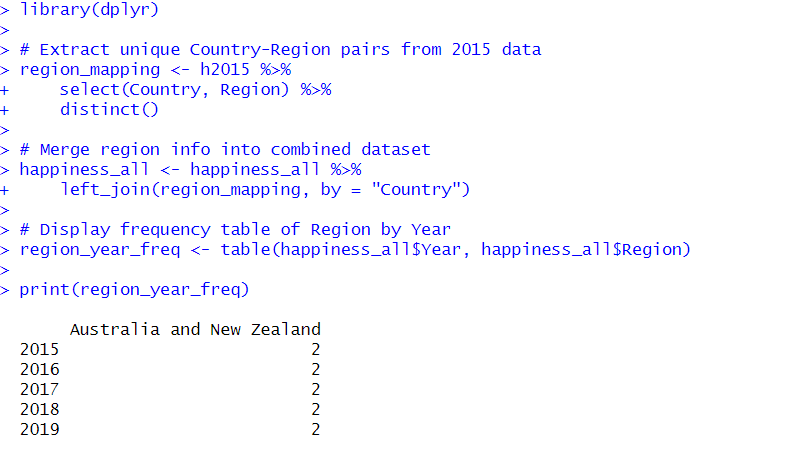 > library(dplyr)
>
> # Extract unique Country-Region pairs from 2015 data
> region_mapping <- h2015 %>%
+     select(Country, Region) %>%
+     distinct()
>
> # Merge region info into combined dataset
> happiness_all <- happiness_all %>%
+     left_join(region_mapping, by = "Country")
>
> # Display frequency table of Region by Year
> region_year_freq <- table(happiness_all$Year, happiness_all$Region)
>
> print(region_year_freq)
Australia and New Zealand
2015                         2
2016                         2
2017                         2
2018                         2
2019                         2